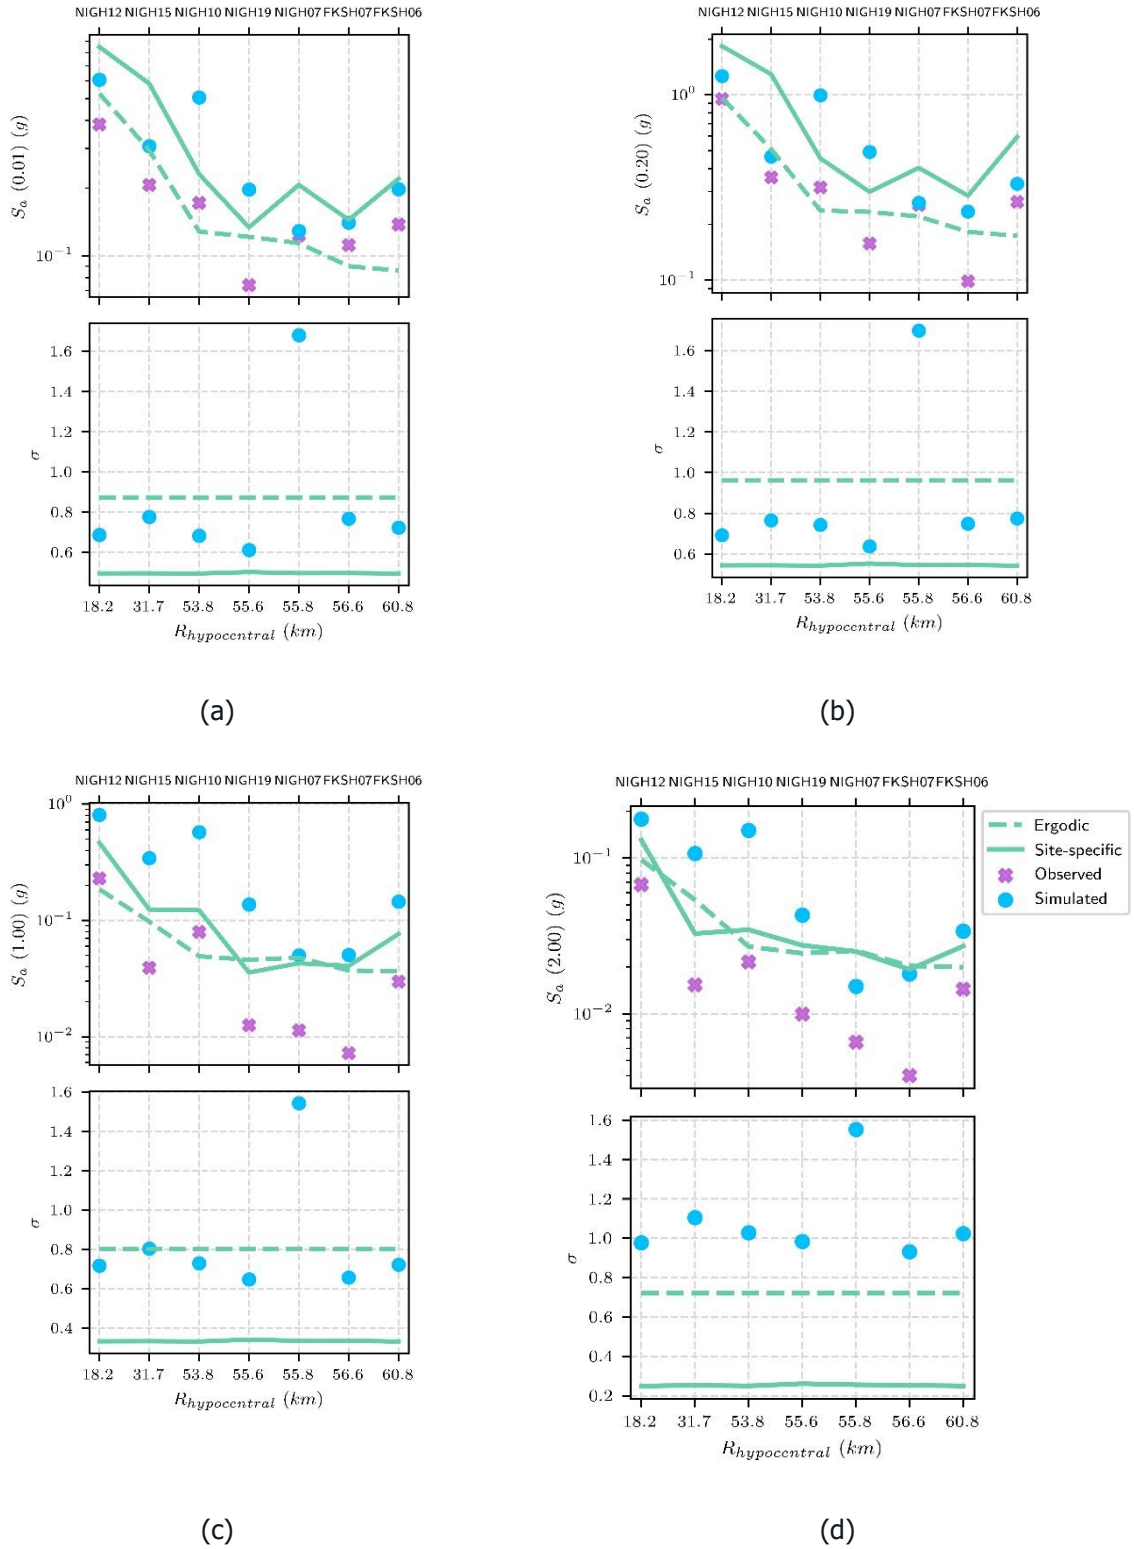 NIGH12 NIGH15 NIGH10 NIGH19 NIGH07 FKSH07 FKSH06
S_a (0.01) (g)
10^{-1}
1.6
1.4
1.2
1.0
0.8
0.6
σ
18.2 31.7 53.8 55.6 55.8 56.6 60.8
R_{hypocentral} (km)
(a)
NIGH12 NIGH15 NIGH10 NIGH19 NIGH07 FKSH07 FKSH06
S_a (0.20) (g)
10^0
10^{-1}
1.6
1.4
1.2
1.0
0.8
0.6
σ
18.2 31.7 53.8 55.6 55.8 56.6 60.8
R_{hypocentral} (km)
(b)
NIGH12 NIGH15 NIGH10 NIGH19 NIGH07 FKSH07 FKSH06
S_a (1.00) (g)
10^0
10^{-1}
10^{-2}
1.6
1.4
1.2
1.0
0.8
0.6
0.4
σ
18.2 31.7 53.8 55.6 55.8 56.6 60.8
R_{hypocentral} (km)
(c)
NIGH12 NIGH15 NIGH10 NIGH19 NIGH07 FKSH07 FKSH06
S_a (2.00) (g)
10^{-1}
10^{-2}
Ergodic
Site-specific
Observed
Simulated
1.6
1.4
1.2
1.0
0.8
0.6
0.4
0.2
σ
18.2 31.7 53.8 55.6 55.8 56.6 60.8
R_{hypocentral} (km)
(d)